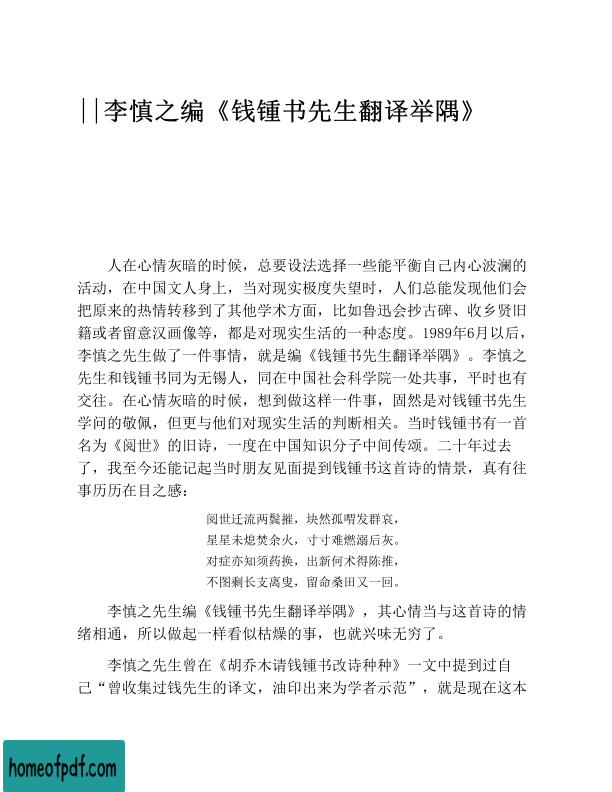 ||李慎之编《钱锺书先生翻译举隅》
人在心情灰暗的时候，总要设法选择一些能平衡自己内心波澜的
活动，在中国文人身上，当对现实极度失望时，人们总能发现他们会
把原来的热情转移到了其他学术方面，比如鲁迅会抄古碑、收乡贤旧
籍或者留意汉画像等，都是对现实生活的一种态度。1989年6月以后，
李慎之先生做了一件事情，就是编《钱锺书先生翻译举隅》。李慎之
先生和钱锺书同为无锡人，同在中国社会科学院一处共事，平时也有
交往。在心情灰暗的时候，想到做这样一件事，固然是对钱锺书先生
学问的敬佩，但更与他们对现实生活的判断相关。当时钱锺书有一首
名为《阅世》的旧诗，一度在中国知识分子中间传颂。二十年过去
了，我至今还能记起当时朋友见面提到钱锺书这首诗的情景，真有往
事历历在目之感：
阅世迁流两鬓摧，块然孤喟发群哀，
星星未熄焚余火，寸寸难燃溺后灰。
对症亦知须药换，出新何术得陈推，
不图剩长支离叟，留命桑田又一回。
李慎之先生编《钱锺书先生翻译举隅》，其心情当与这首诗的情
绪相通，所以做起一样看似枯燥的事，也就兴味无穷了。
李慎之先生曾在《胡乔木请钱锺书改诗种种》一文中提到过自
己“曾收集过钱先生的译文，油印出来为学者示范”，就是现在这本
homeofpdf.com